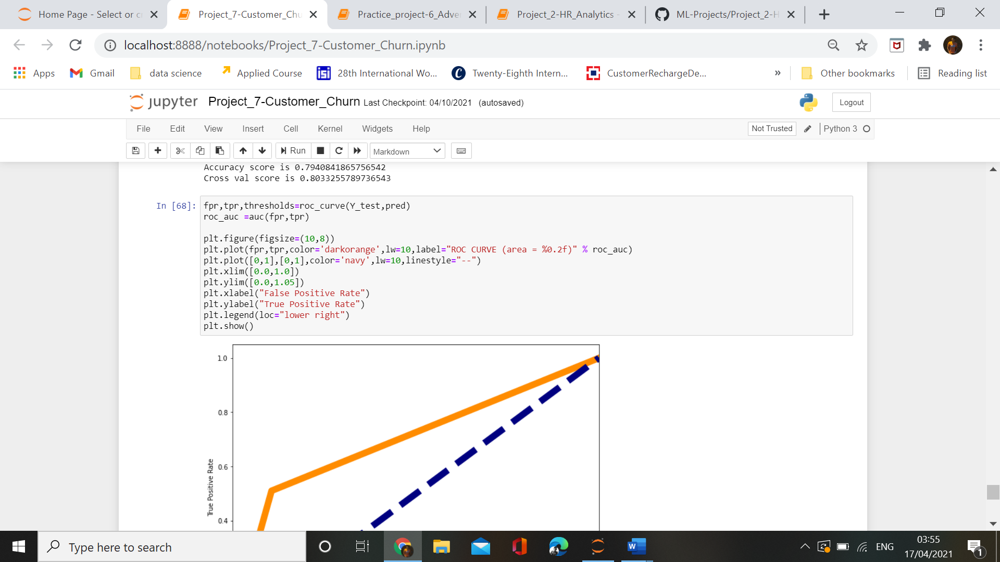 Home Page - Select or c
Project_7-Customer_Chu
Practice_project-6_Adve
Project_2-HR_Analytics -
ML-Projects/Project_2-H
localhost:8888/notebooks/Project_7-Customer_Churn.ipynb
Apps
Gmail
data science
Applied Course
28th International Wo...
Twenty-Eighth Intern...
CustomerRechargeDe...
»
Other bookmarks
Reading list
jupyter
Project_7-Customer_Churn Last Checkpoint: 04/10/2021 (autosaved)
Logout
File
Edit
View
Insert
Cell
Kernel
Widgets
Help
Not Trusted
Python 3
Run
Markdown
Accuracy score is 0.7940841865756542
Cross val score is 0.8033255789736543
In [68]:
fpr,tpr,thresholds=roc_curve(Y_test,pred)
roc_auc =auc(fpr,tpr)
plt.figure(figsize=(10,8))
plt.plot(fpr,tpr,color='darkorange',lw=10,label="ROC CURVE (area = %0.2f)" % roc_auc)
plt.plot([0,1],[0,1],color='navy',lw=10,linestyle="--")
plt.xlim([0.0,1.0])
plt.ylim([0.0,1.05])
plt.xlabel("False Positive Rate")
plt.ylabel("True Positive Rate")
plt.legend(loc="lower right")
plt.show()
1.0
0.8
0.6
0.4
True Positive Rate
Type here to search
ENG
03:55
17/04/2021
1